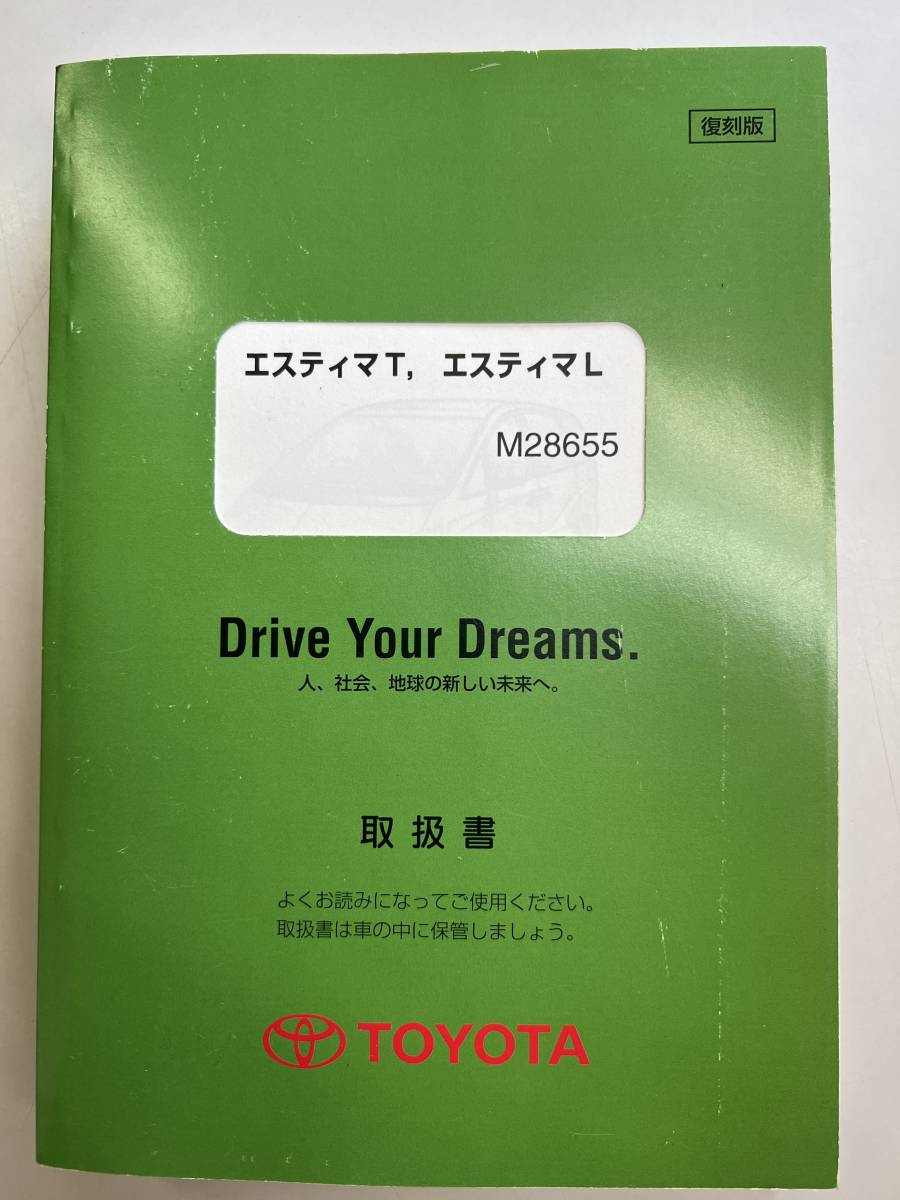 復刻版
エスティマT, エスティマL
M28655
Drive Your Dreams.
人、社会、地球の新しい未来へ。
取扱書
よくお読みになってご使用ください。
取扱書は車の中に保管しましょう。
TOYOTA